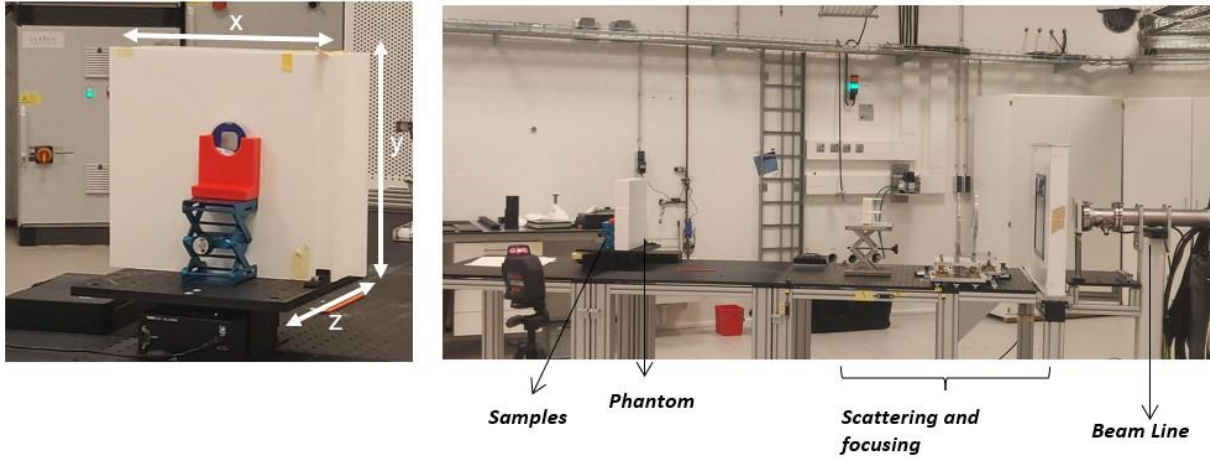 X
y
Z
Samples
Phantom
Scattering and
focusing
Beam Line